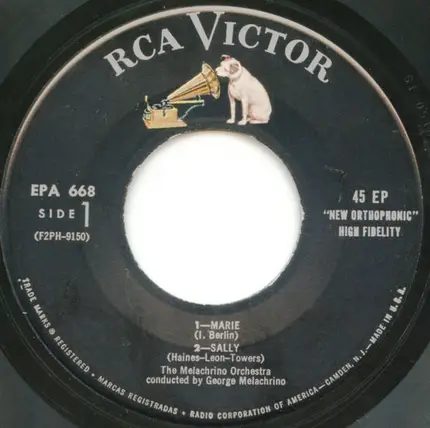 RCA VICTOR
EPA 668
SIDE 1
(F2PH-9150)
45 EP
"NEW ORTHOPHONIC"
HIGH FIDELITY
1—MARIE
(I. Berlin)
2—SALLY
(Haines-Leon-Towers)
The Melachrino Orchestra
conducted by George Melachrino
TRADE MARKS ® REGISTERED • MARCAS REGISTRADAS • RADIO CORPORATION OF AMERICA—CAMDEN, N.J.—MADE IN U.S.A.